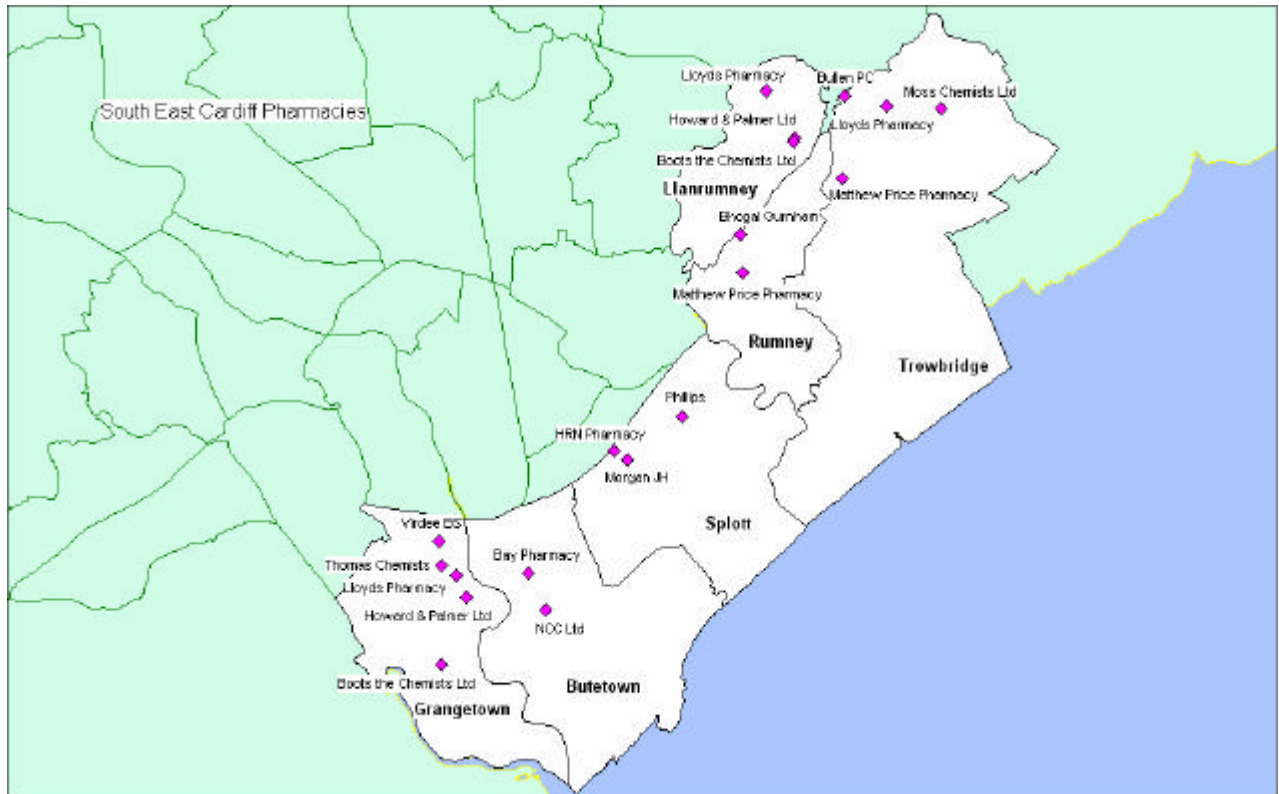 Lloyds Pharmacy
Bullen PC
Moss Chemists Ltd
South East Cardiff Pharmacies
Howard & Palmer Ltd
Lloyds Pharmacy
Boots the Chemists Ltd
Llanrumney
Matthew Price Pharmacy
Bhogal Gurnham
Matthew Price Pharmacy
Rumney
Trowbridge
Phillips
HRN Pharmacy
Morgan JH
Virdee BS
Splott
Bay Pharmacy
Thomas Chemists
Lloyds Pharmacy
Howard & Palmer Ltd
NCC Ltd
Boots the Chemists Ltd
Butetown
Grangetown